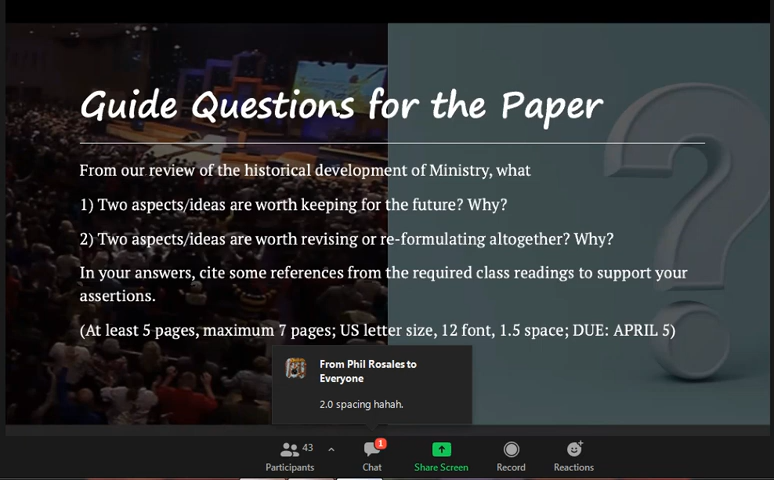 Guide Questions for the Paper
From our review of the historical development of Ministry, what
1) Two aspects/ideas are worth keeping for the future? Why?
2) Two aspects/ideas are worth revising or re-formulating altogether? Why?
In your answers, cite some references from the required class readings to support your
assertions.
(At least 5 pages, maximum 7 pages; US letter size, 12 font, 1.5 space; DUE: APRIL 5)
From Phil Rosales to
Everyone
2.0 spacing hahah.
43
1
Participants
Chat
Share Screen
Record
Reactions